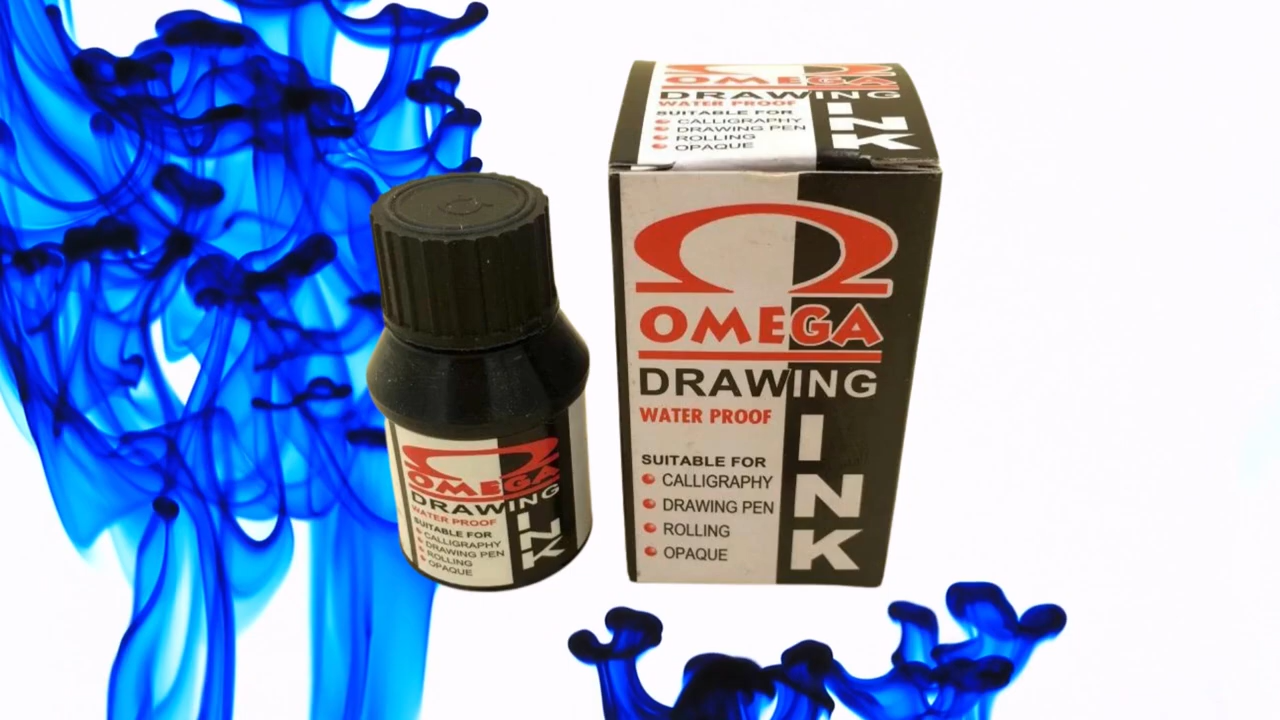 OMEGA
DRAWING
WATER PROOF
INK
SUITABLE FOR
CALLIGRAPHY
DRAWING PEN
ROLLING
OPAQUE
Ω
OMEGA
DRAWING
WATER PROOF
INK
SUITABLE FOR
CALLIGRAPHY
DRAWING PEN
ROLLING
OPAQUE
Ω
OMEGA
DRAWING
WATER PROOF
INK
SUITABLE FOR
CALLIGRAPHY
DRAWING PEN
ROLLING
OPAQUE